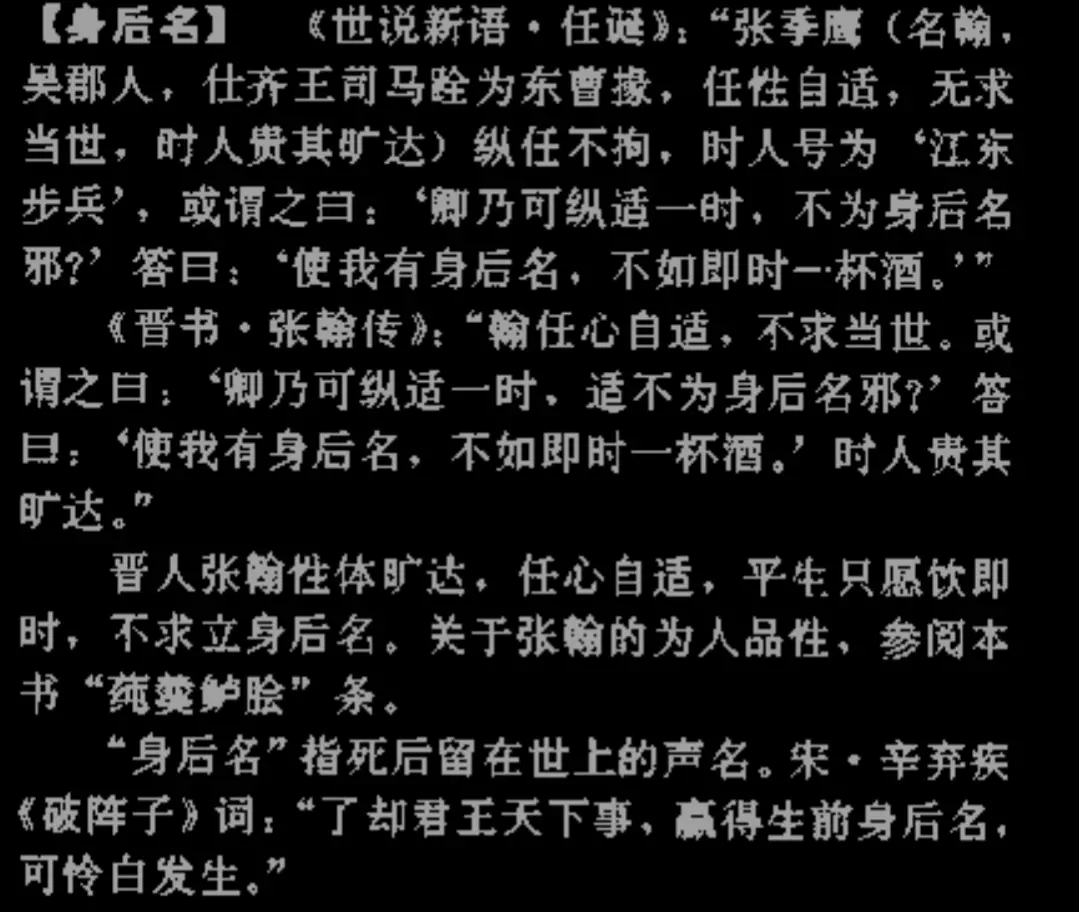 【身后名】 《世说新语·任诞》：“张季鹰（名翰，
吴郡人，仕齐王司马跧为东曹掾，任性自适，无求
当世，时人贵其旷达）纵任不拘，时人号为‘江东
步兵’，或谓之曰：‘卿乃可纵适一时，不为身后名
邪?’答曰：‘使我有身后名，不如即时一杯酒。’”
《晋书·张翰传》：“翰任心自适，不求当世。或
谓之曰：‘卿乃可纵适一时，适不为身后名邪?’答
曰：‘使我有身后名，不如即时一杯酒。’时人贵其
旷达。”
晋人张翰性体旷达，任心自适，平生只愿饮即
时，不求立身后名。关于张翰的为人品性，参阅本
书“莼羹鲈脍”条。
“身后名”指死后留在世上的声名。宋·辛弃疾
《破阵子》词：“了却君王天下事，赢得生前身后名，
可怜白发生。”